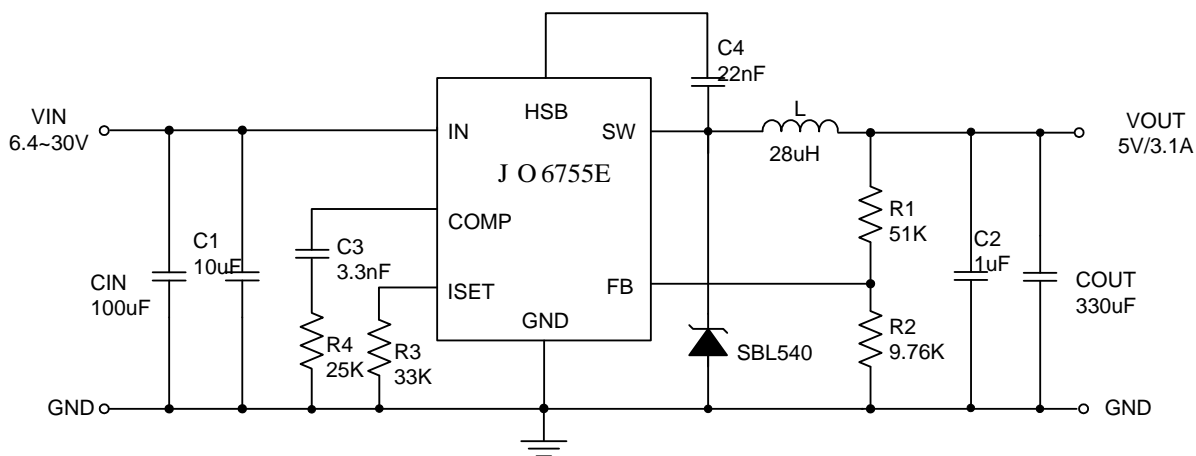 VIN
6.4~30V
GND
CIN
100uF
C1
10uF
C3
3.3nF
R4
25K
R3
33K
HSB
IN
SW
J O 6755E
COMP
ISET
FB
GND
C4
22nF
L
28uH
SBL540
R1
51K
R2
9.76K
C2
1uF
COUT
330uF
VOUT
5V/3.1A
GND